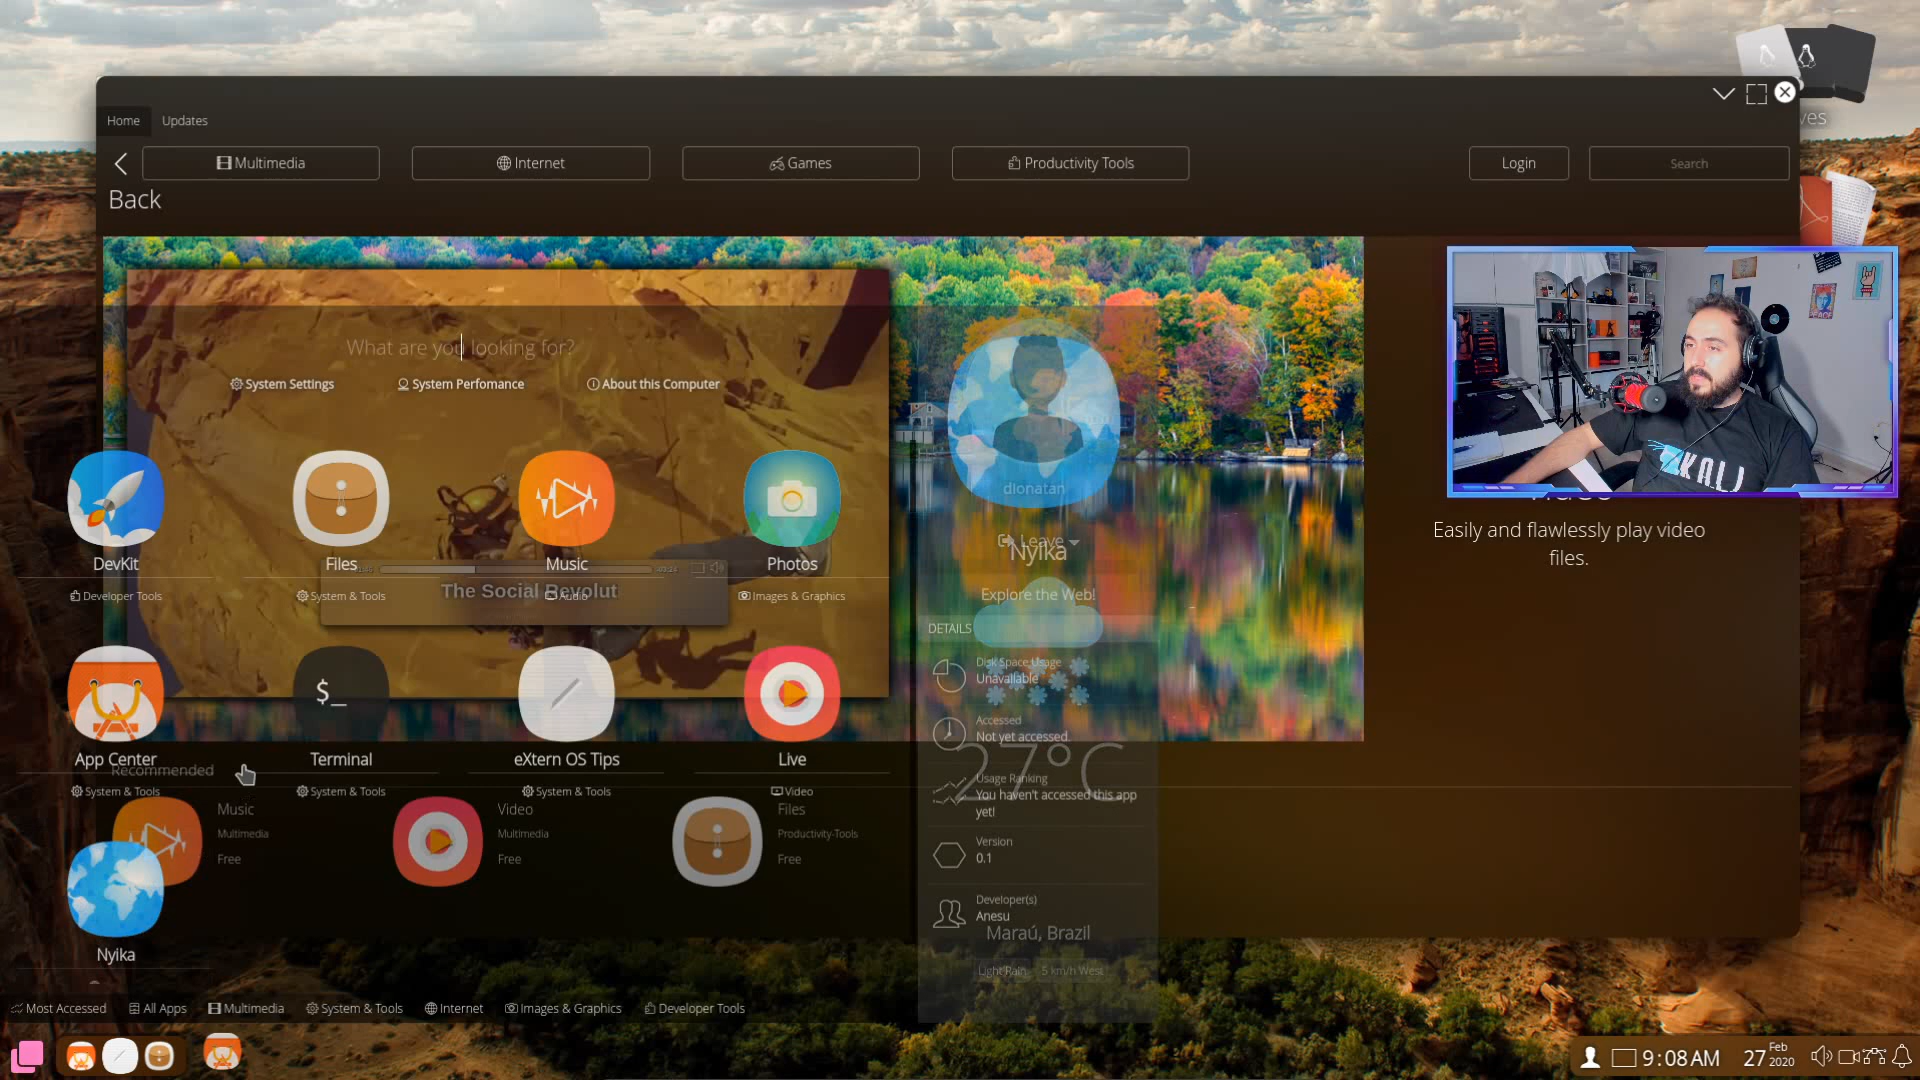 ves
Home
Updates
Multimedia
Internet
Games
Productivity Tools
Login
Search
Back
What are you looking for?
System Settings
System Perfomance
About this Computer
dionatan
Leave
Nyika
Explore the Web!
KALI
PEACE
Easily and flawlessly play video
files.
DevKit
Files
Music
Photos
The Social Revolut
Developer Tools
System & Tools
Audio
Images & Graphics
DETAILS
Disk Space Usage
Unavailable
Accessed
Not yet accessed.
27°C
Usage Ranking
You haven't accessed this app
yet!
Version
0.1
Developer(s)
Anesu
Maraú, Brazil
Light Rain
5 km/h West
$_
App Center
Terminal
eXtern OS Tips
Live
Recommended
System & Tools
System & Tools
System & Tools
Video
Music
Multimedia
Free
Video
Multimedia
Free
Files
Productivity-Tools
Free
Nyika
Most Accessed
All Apps
Multimedia
System & Tools
Internet
Images & Graphics
Developer Tools
9:08AM
27
Feb
2020